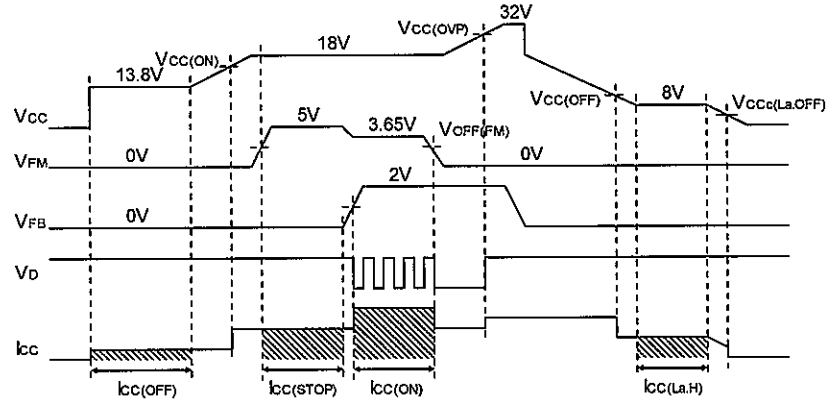 32V
VCC(OVP)
VCC(ON)
18V
13.8V
VCC(OFF)
8V
VCCc(La.OFF)
VCC
5V
3.65V
VOFF(FM)
VFM
0V
0V
2V
VFB
0V
VD
ICC
ICC(OFF)
ICC(STOP)
ICC(ON)
ICC(La.H)